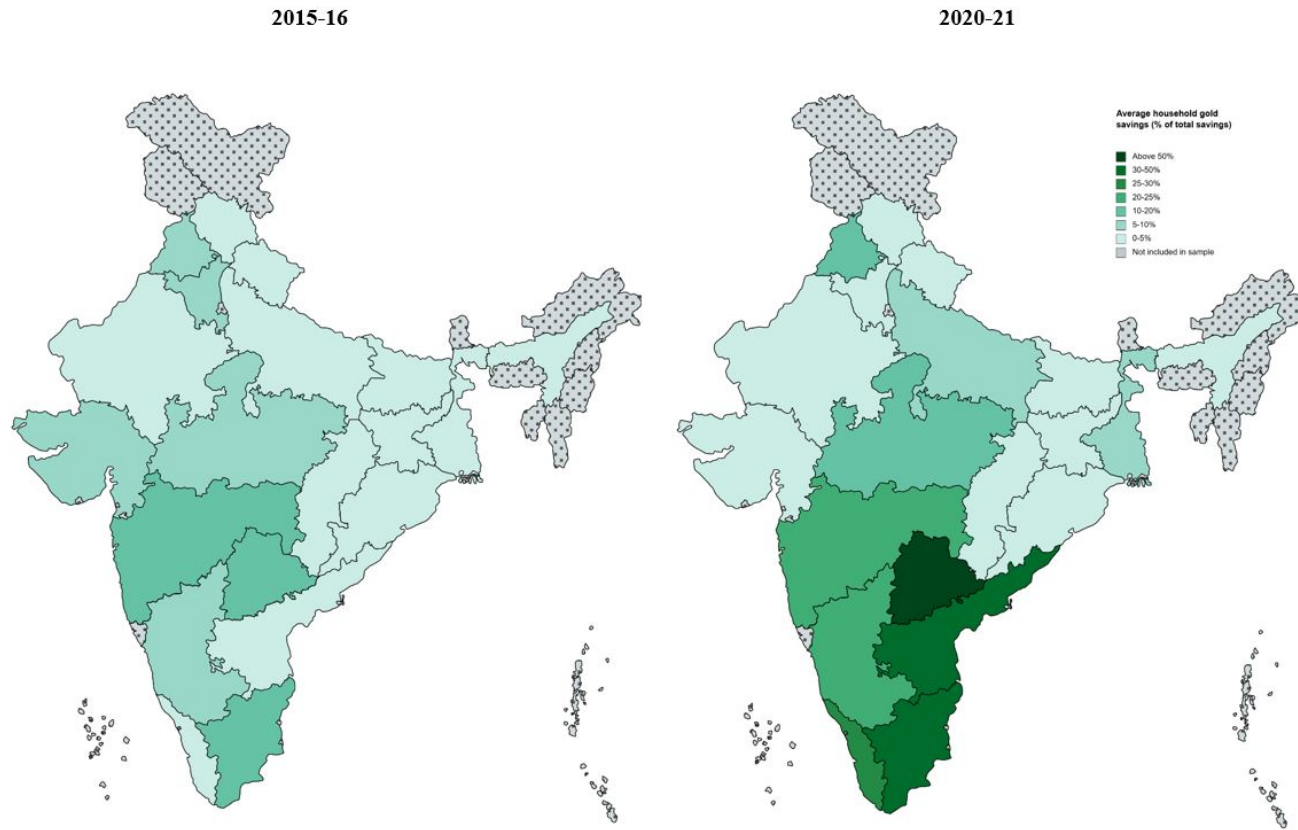 2015-16
2020-21
Average household gold
savings (% of total savings)
Above 50%
30-50%
25-30%
20-25%
10-20%
5-10%
0-5%
Not included in sample